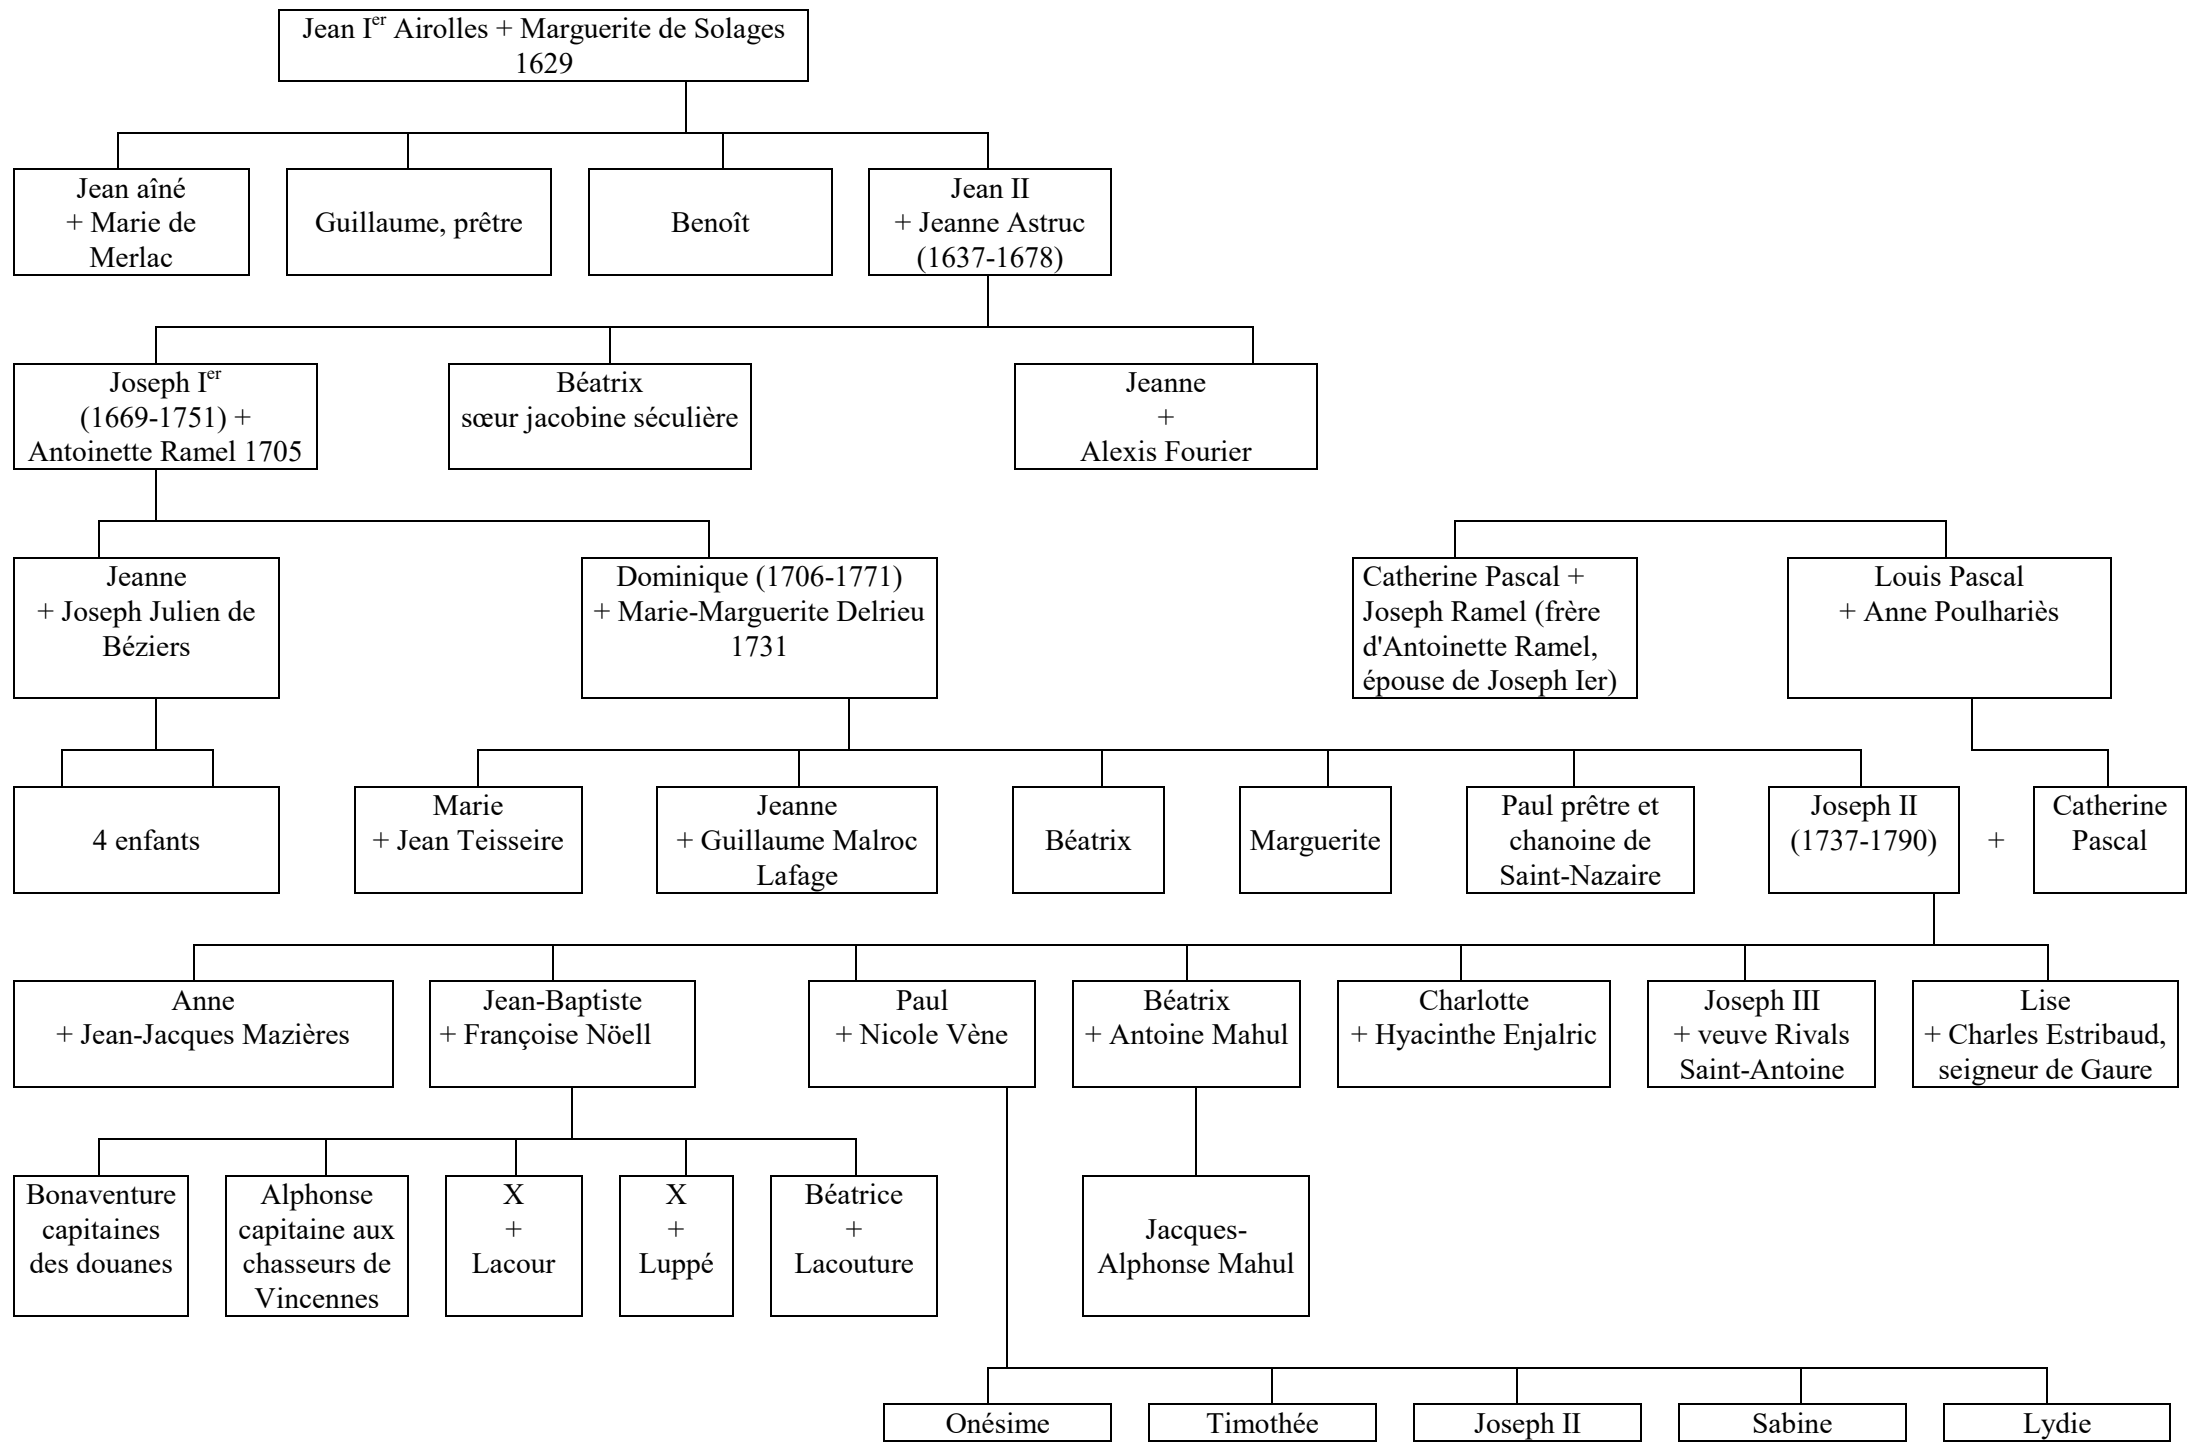 Jean Ier Airolles + Marguerite de Solages
1629
Jean aîné
+ Marie de
Merlac
Guillaume, prêtre
Benoît
Jean II
+ Jeanne Astruc
(1637-1678)
Joseph Ier
(1669-1751) +
Antoinette Ramel 1705
Béatrix
sœur jacobine séculière
Jeanne
+
Alexis Fourier
Jeanne
+ Joseph Julien de
Béziers
Dominique (1706-1771)
+ Marie-Marguerite Delrieu
1731
Catherine Pascal +
Joseph Ramel (frère
d'Antoinette Ramel,
épouse de Joseph Ier)
Louis Pascal
+ Anne Poulhariès
4 enfants
Marie
+ Jean Teisseire
Jeanne
+ Guillaume Malroc
Lafage
Béatrix
Marguerite
Paul prêtre et
chanoine de
Saint-Nazaire
Joseph II
(1737-1790)
+
Catherine
Pascal
Anne
+ Jean-Jacques Mazières
Jean-Baptiste
+ Françoise Nöell
Paul
+ Nicole Vène
Béatrix
+ Antoine Mahul
Charlotte
+ Hyacinthe Enjalric
Joseph III
+ veuve Rivals
Saint-Antoine
Lise
+ Charles Estribaud,
seigneur de Gaure
Bonaventure
capitaines
des douanes
Alphonse
capitaine aux
chasseurs de
Vincennes
X
+
Lacour
X
+
Luppé
Béatrice
+
Lacouture
Jacques-
Alphonse Mahul
Onésime
Timothée
Joseph II
Sabine
Lydie